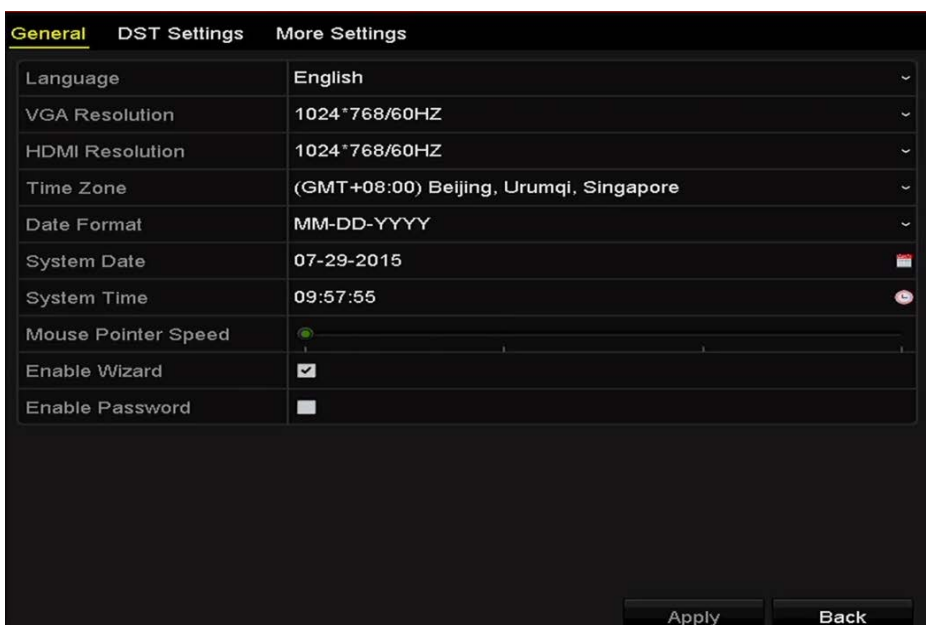 General DST Settings More Settings
Language English
VGA Resolution 1024*768/60HZ
HDMI Resolution 1024*768/60HZ
Time Zone (GMT+08:00) Beijing, Urumqi, Singapore
Date Format MM-DD-YYYY
System Date 07-29-2015
System Time 09:57:55
Mouse Pointer Speed
Enable Wizard
Enable Password
Apply Back